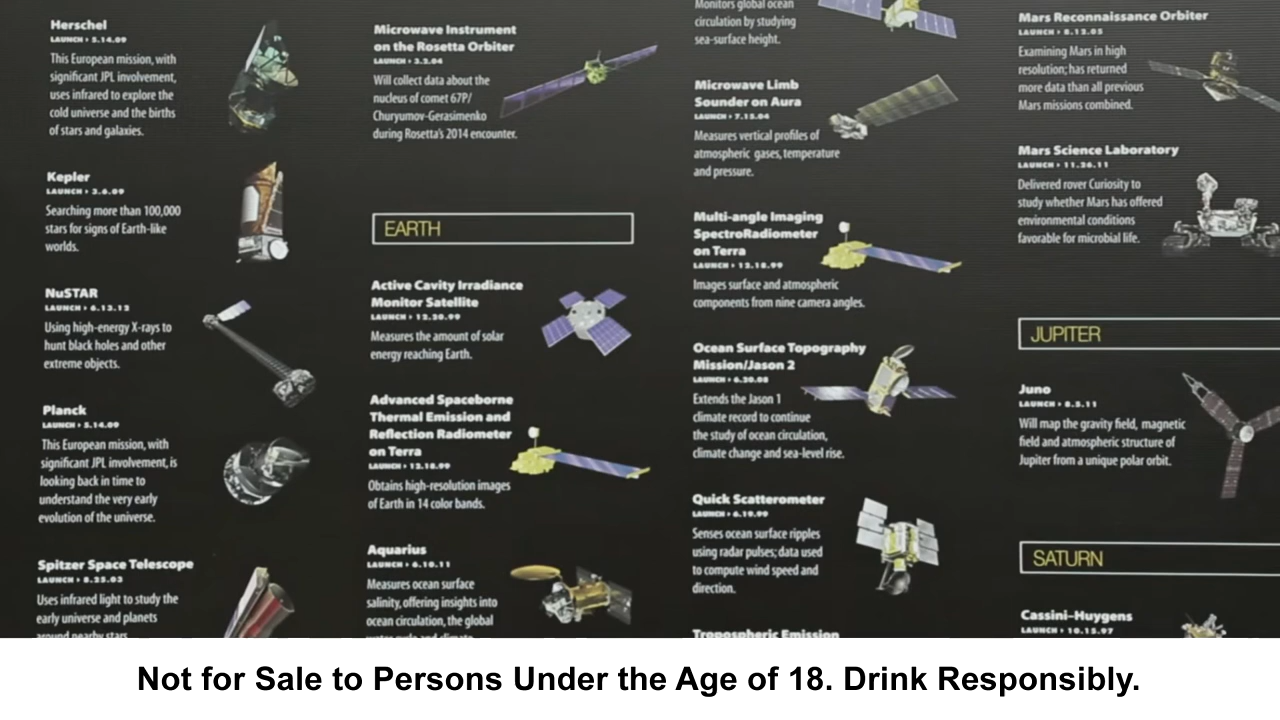 Herschel
LAUNCH › 5.14.09
This European mission, with
significant JPL involvement,
uses infrared to explore the
cold universe and the births
of stars and galaxies.
Kepler
LAUNCH › 3.6.09
Searching more than 100,000
stars for signs of Earth-like
worlds.
NuSTAR
LAUNCH › 6.13.12
Using high-energy X-rays to
hunt black holes and other
extreme objects.
Planck
LAUNCH › 5.14.09
This European mission, with
significant JPL involvement, is
looking back in time to
understand the very early
evolution of the universe.
Spitzer Space Telescope
LAUNCH › 8.25.03
Uses infrared light to study the
early universe and planets
around nearby stars.
Microwave Instrument
on the Rosetta Orbiter
LAUNCH › 3.2.04
Will collect data about the
nucleus of comet 67P/
Churyumov-Gerasimenko
during Rosetta's 2014 encounter.
EARTH
Active Cavity Irradiance
Monitor Satellite
LAUNCH › 12.20.99
Measures the amount of solar
energy reaching Earth.
Advanced Spaceborne
Thermal Emission and
Reflection Radiometer
on Terra
LAUNCH › 12.18.99
Obtains high-resolution images
of Earth in 14 color bands.
Aquarius
LAUNCH › 6.10.11
Measures ocean surface
salinity, offering insights into
ocean circulation, the global
water cycle and climate.
Monitors global ocean
circulation by studying
sea-surface height.
Microwave Limb
Sounder on Aura
LAUNCH › 7.15.04
Measures vertical profiles of
atmospheric gases, temperature
and pressure.
Multi-angle Imaging
SpectroRadiometer
on Terra
LAUNCH › 12.18.99
Images surface and atmospheric
components from nine camera angles.
Ocean Surface Topography
Mission/Jason 2
LAUNCH › 6.20.08
Extends the Jason 1
climate record to continue
the study of ocean circulation,
climate change and sea-level rise.
Quick Scatterometer
LAUNCH › 6.19.99
Senses ocean surface ripples
using radar pulses; data used
to compute wind speed and
direction.
Tropospheric Emission
Mars Reconnaissance Orbiter
LAUNCH › 8.12.05
Examining Mars in high
resolution; has returned
more data than all previous
Mars missions combined.
Mars Science Laboratory
LAUNCH › 11.26.11
Delivered rover Curiosity to
study whether Mars has offered
environmental conditions
favorable for microbial life.
JUPITER
Juno
LAUNCH › 8.5.11
Will map the gravity field, magnetic
field and atmospheric structure of
Jupiter from a unique polar orbit.
SATURN
Cassini–Huygens
LAUNCH › 10.15.97
Not for Sale to Persons Under the Age of 18. Drink Responsibly.